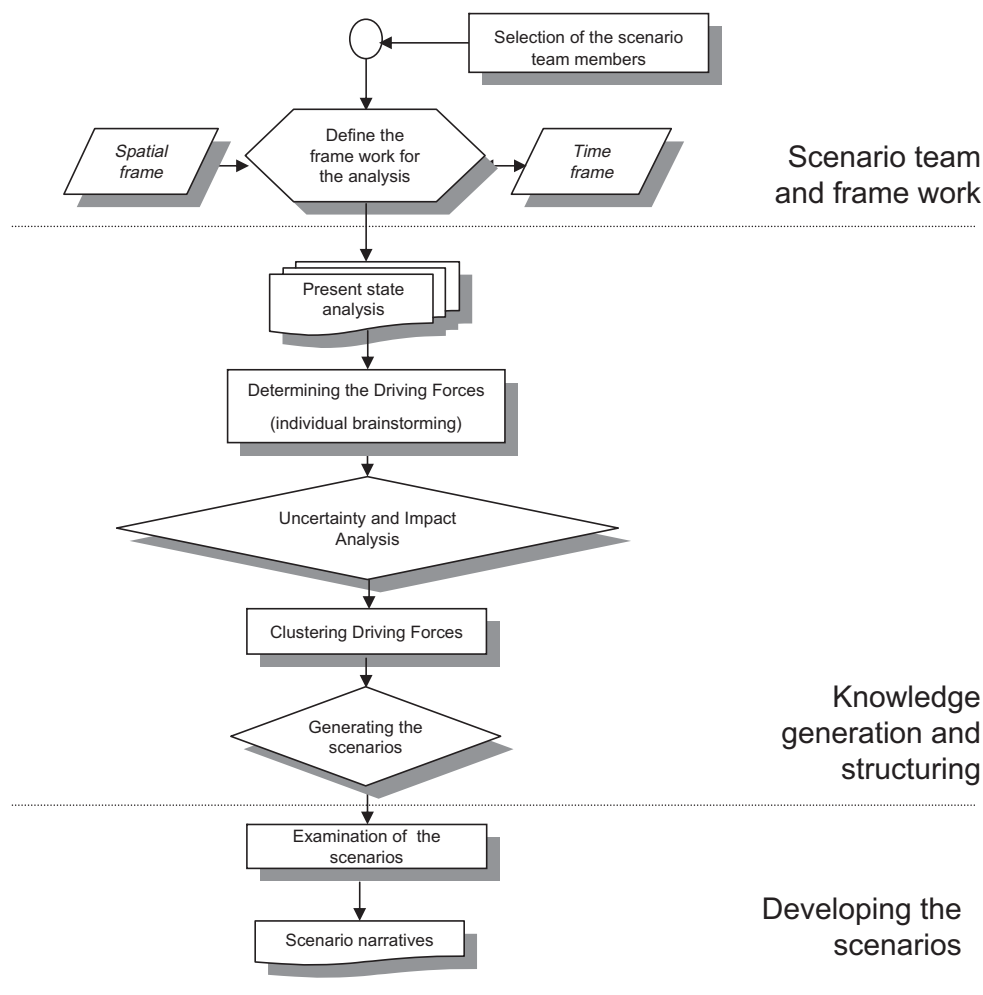 Selection of the scenario
team members
Spatial
frame
Define the
frame work for
the analysis
Time
frame
Scenario team
and frame work
Present state
analysis
Determining the Driving Forces
(individual brainstorming)
Uncertainty and Impact
Analysis
Clustering Driving Forces
Generating the
scenarios
Knowledge
generation and
structuring
Examination of the
scenarios
Scenario narratives
Developing the
scenarios